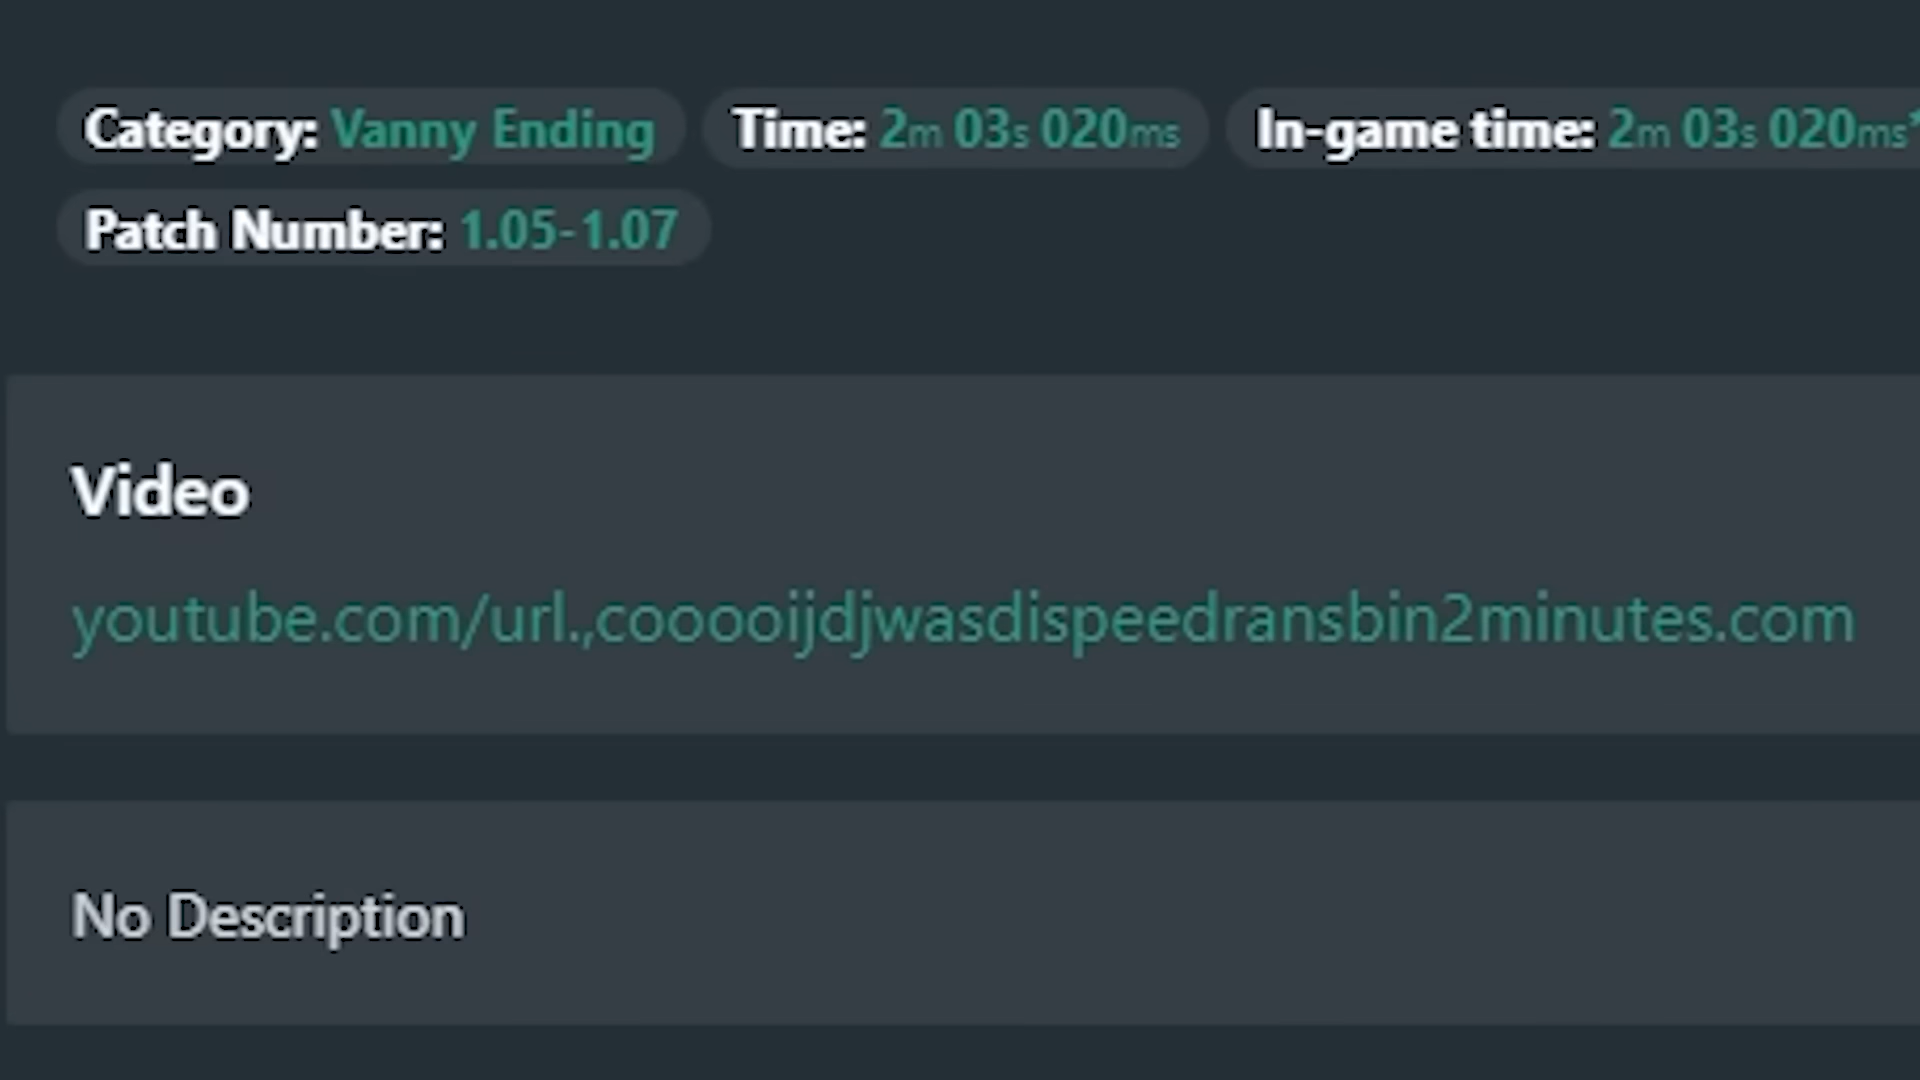 Category: Vanny Ending Time: 2m 03s 020ms In-game time: 2m 03s 020ms*
Patch Number: 1.05-1.07
Video
youtube.com/url.,cooooijdjwasdispeedransbin2minutes.com
No Description